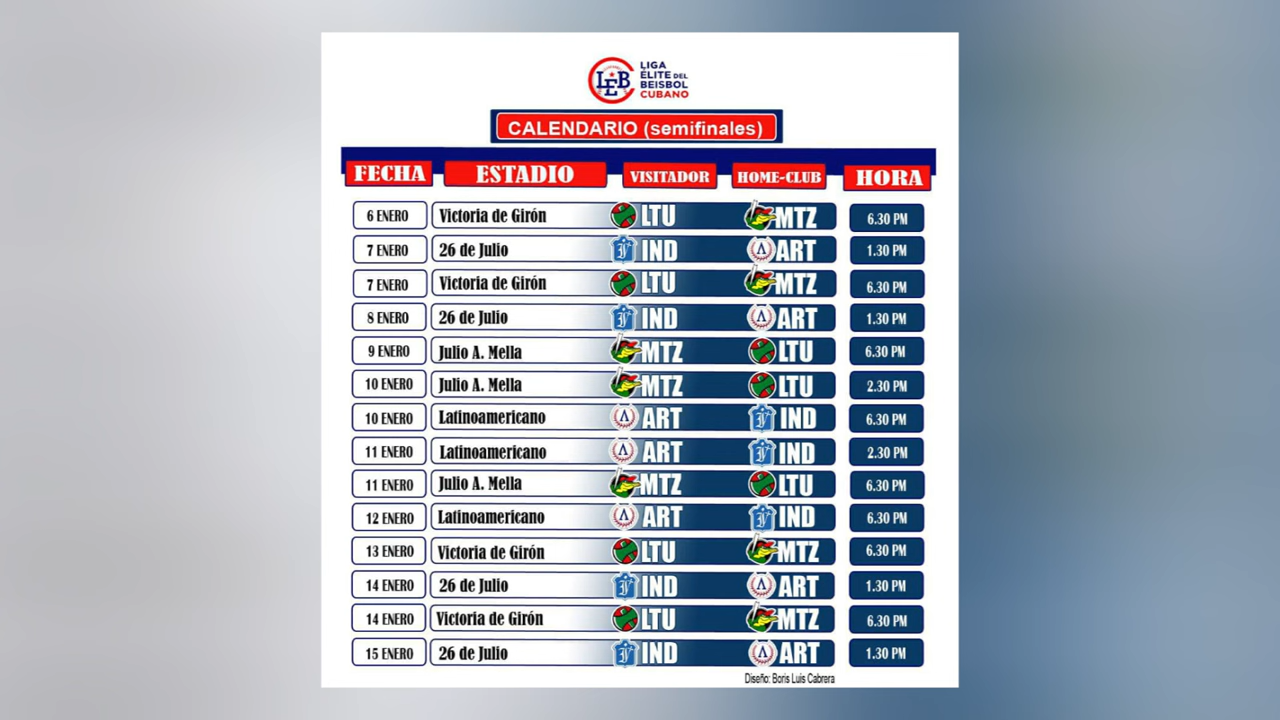 LEB
LIGA
ÉLITE DEL
BEISBOL
CUBANO
CALENDARIO (semifinales)
FECHA ESTADIO VISITADOR HOME-CLUB HORA
6 ENERO Victoria de Girón LTU MTZ 6.30 PM
7 ENERO 26 de Julio IND ART 1.30 PM
7 ENERO Victoria de Girón LTU MTZ 6.30 PM
8 ENERO 26 de Julio IND ART 1.30 PM
9 ENERO Julio A. Mella MTZ LTU 6.30 PM
10 ENERO Julio A. Mella MTZ LTU 2.30 PM
10 ENERO Latinoamericano ART IND 6.30 PM
11 ENERO Latinoamericano ART IND 2.30 PM
11 ENERO Julio A. Mella MTZ LTU 6.30 PM
12 ENERO Latinoamericano ART IND 6.30 PM
13 ENERO Victoria de Girón LTU MTZ 6.30 PM
14 ENERO 26 de Julio IND ART 1.30 PM
14 ENERO Victoria de Girón LTU MTZ 6.30 PM
15 ENERO 26 de Julio IND ART 1.30 PM
Diseño: Boris Luis Cabrera